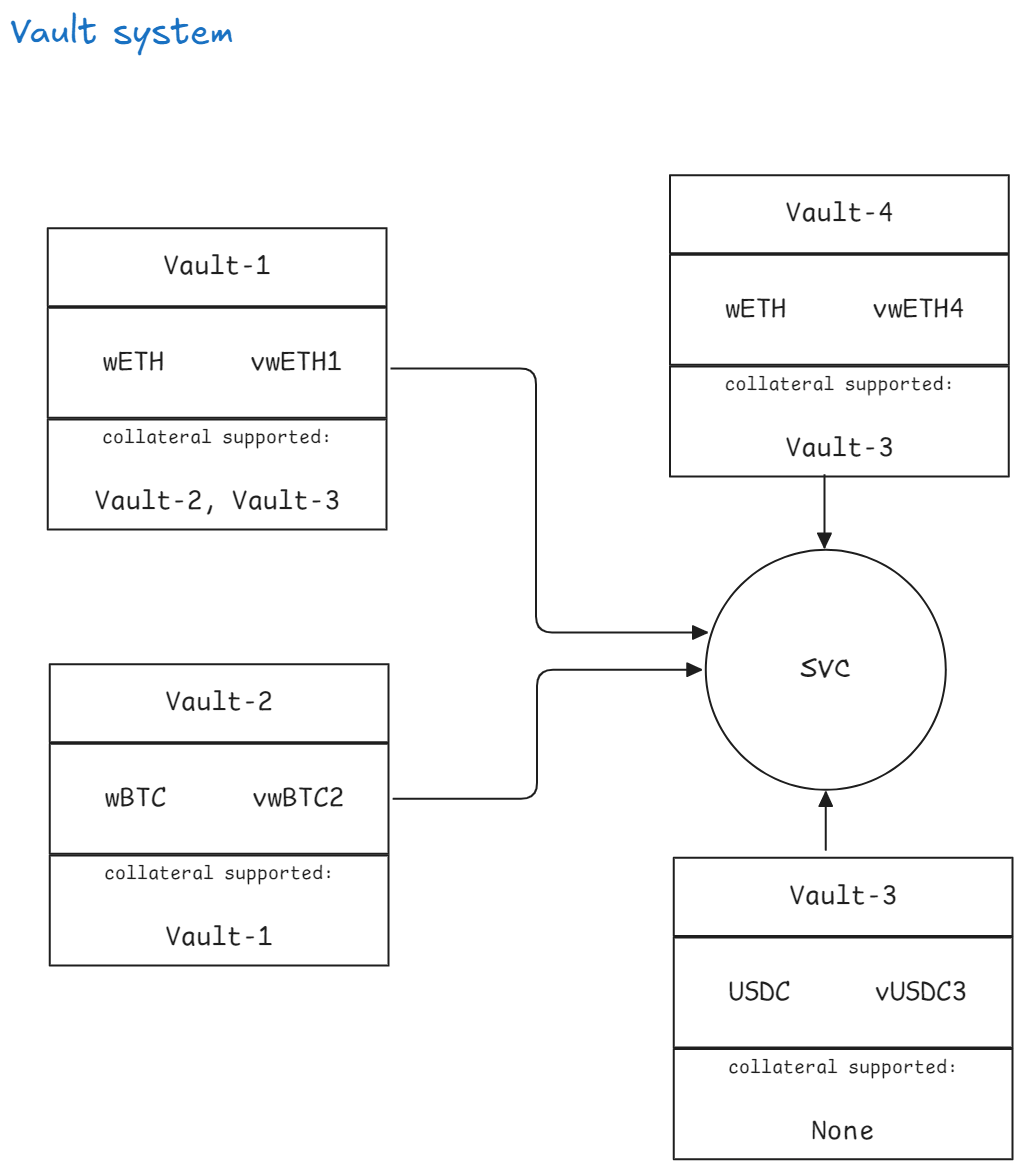 Vault system
Vault-1
wETH vwETH1
collateral supported:
Vault-2, Vault-3
Vault-4
wETH vwETH4
collateral supported:
Vault-3
SVC
Vault-2
wBTC vwBTC2
collateral supported:
Vault-1
Vault-3
USDC vUSDC3
collateral supported:
None